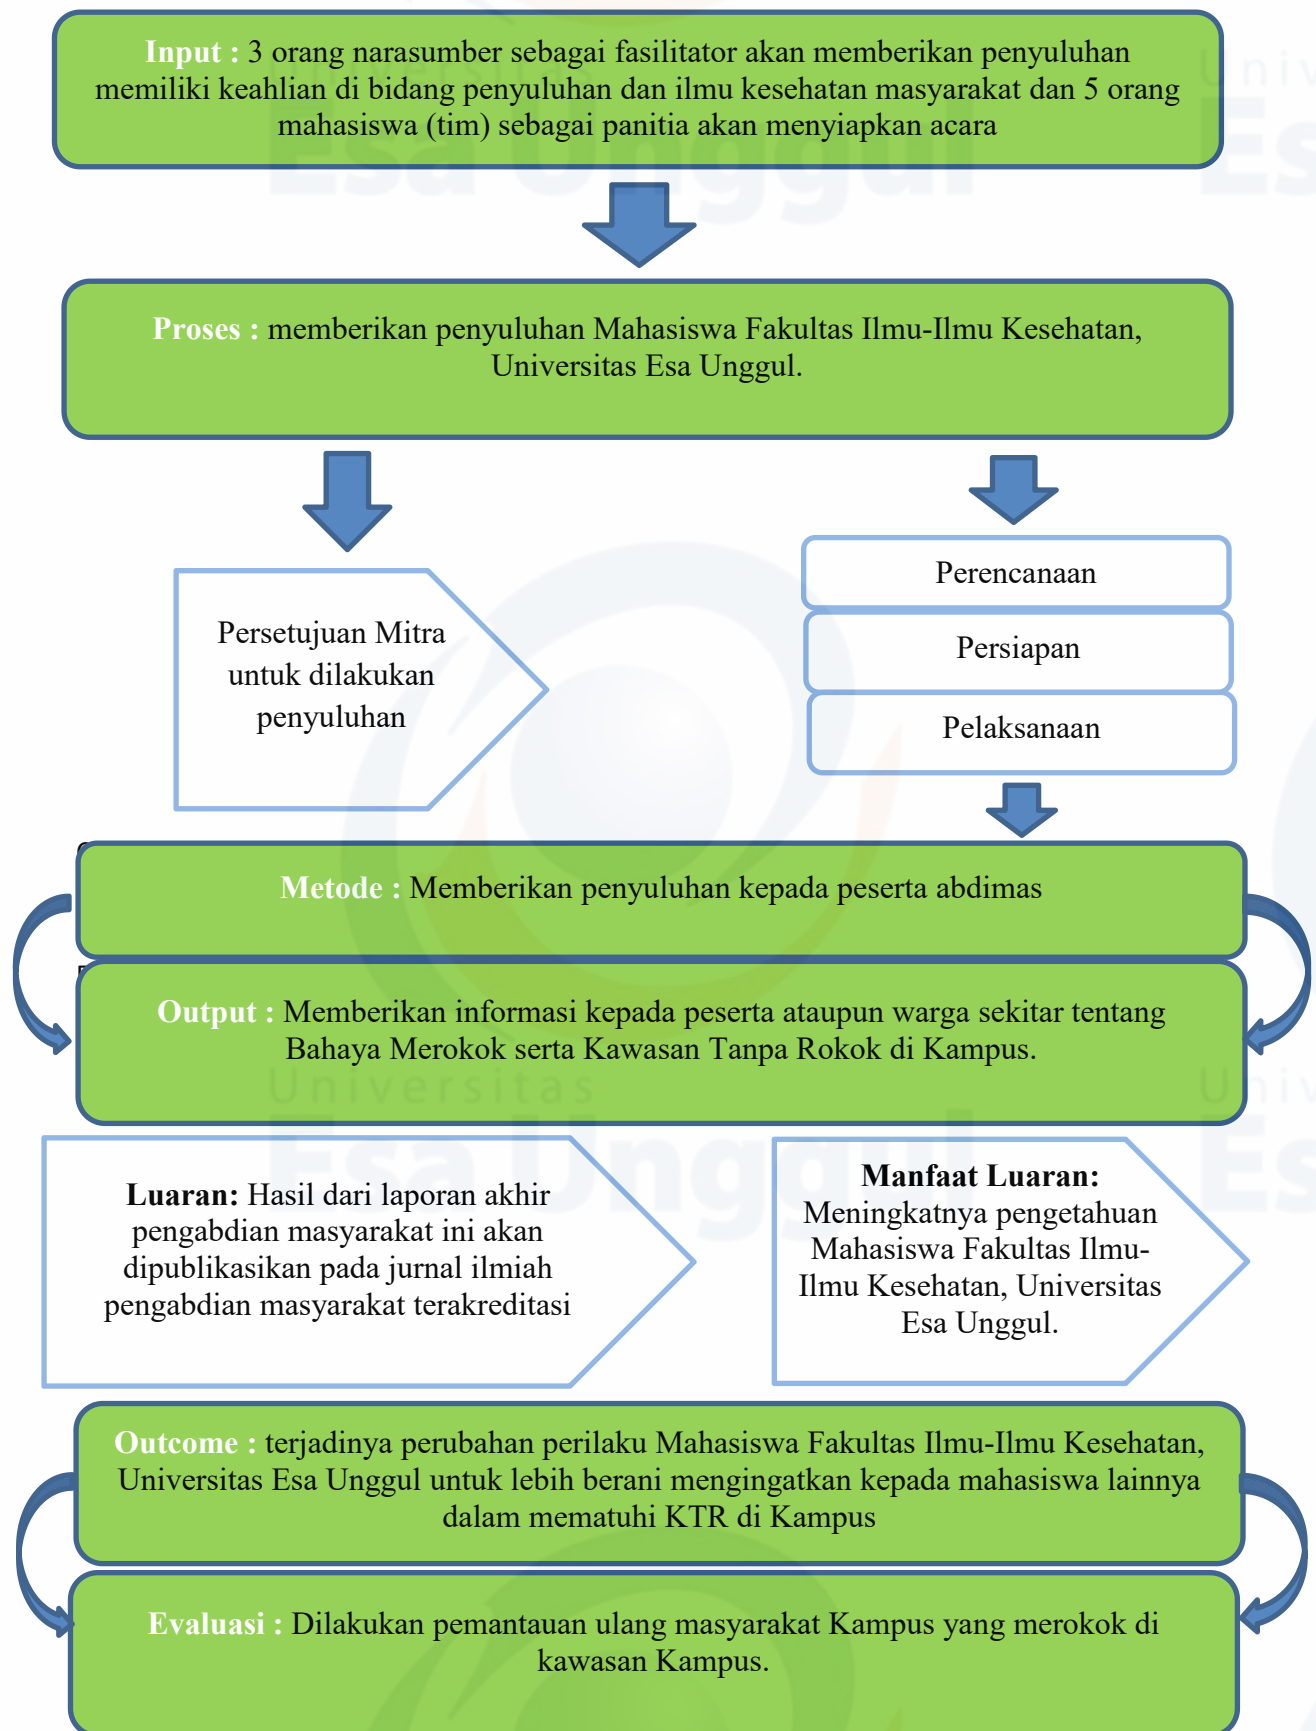 Input : 3 orang narasumber sebagai fasilitator akan memberikan penyuluhan
memiliki keahlian di bidang penyuluhan dan ilmu kesehatan masyarakat dan 5 orang
mahasiswa (tim) sebagai panitia akan menyiapkan acara
Universitas
Esa Unggul
Proses : memberikan penyuluhan Mahasiswa Fakultas Ilmu-Ilmu Kesehatan,
Universitas Esa Unggul.
Persetujuan Mitra
untuk dilakukan
penyuluhan
Perencanaan
Persiapan
Pelaksanaan
Metode : Memberikan penyuluhan kepada peserta abdimas
Output : Memberikan informasi kepada peserta ataupun warga sekitar tentang
Bahaya Merokok serta Kawasan Tanpa Rokok di Kampus.
Universitas
Esa Unggul
Luaran: Hasil dari laporan akhir
pengabdian masyarakat ini akan
dipublikasikan pada jurnal ilmiah
pengabdian masyarakat terakreditasi
Manfaat Luaran:
Meningkatnya pengetahuan
Mahasiswa Fakultas Ilmu-
Ilmu Kesehatan, Universitas
Esa Unggul.
Outcome : terjadinya perubahan perilaku Mahasiswa Fakultas Ilmu-Ilmu Kesehatan,
Universitas Esa Unggul untuk lebih berani mengingatkan kepada mahasiswa lainnya
dalam mematuhi KTR di Kampus
Evaluasi : Dilakukan pemantauan ulang masyarakat Kampus yang merokok di
kawasan Kampus.